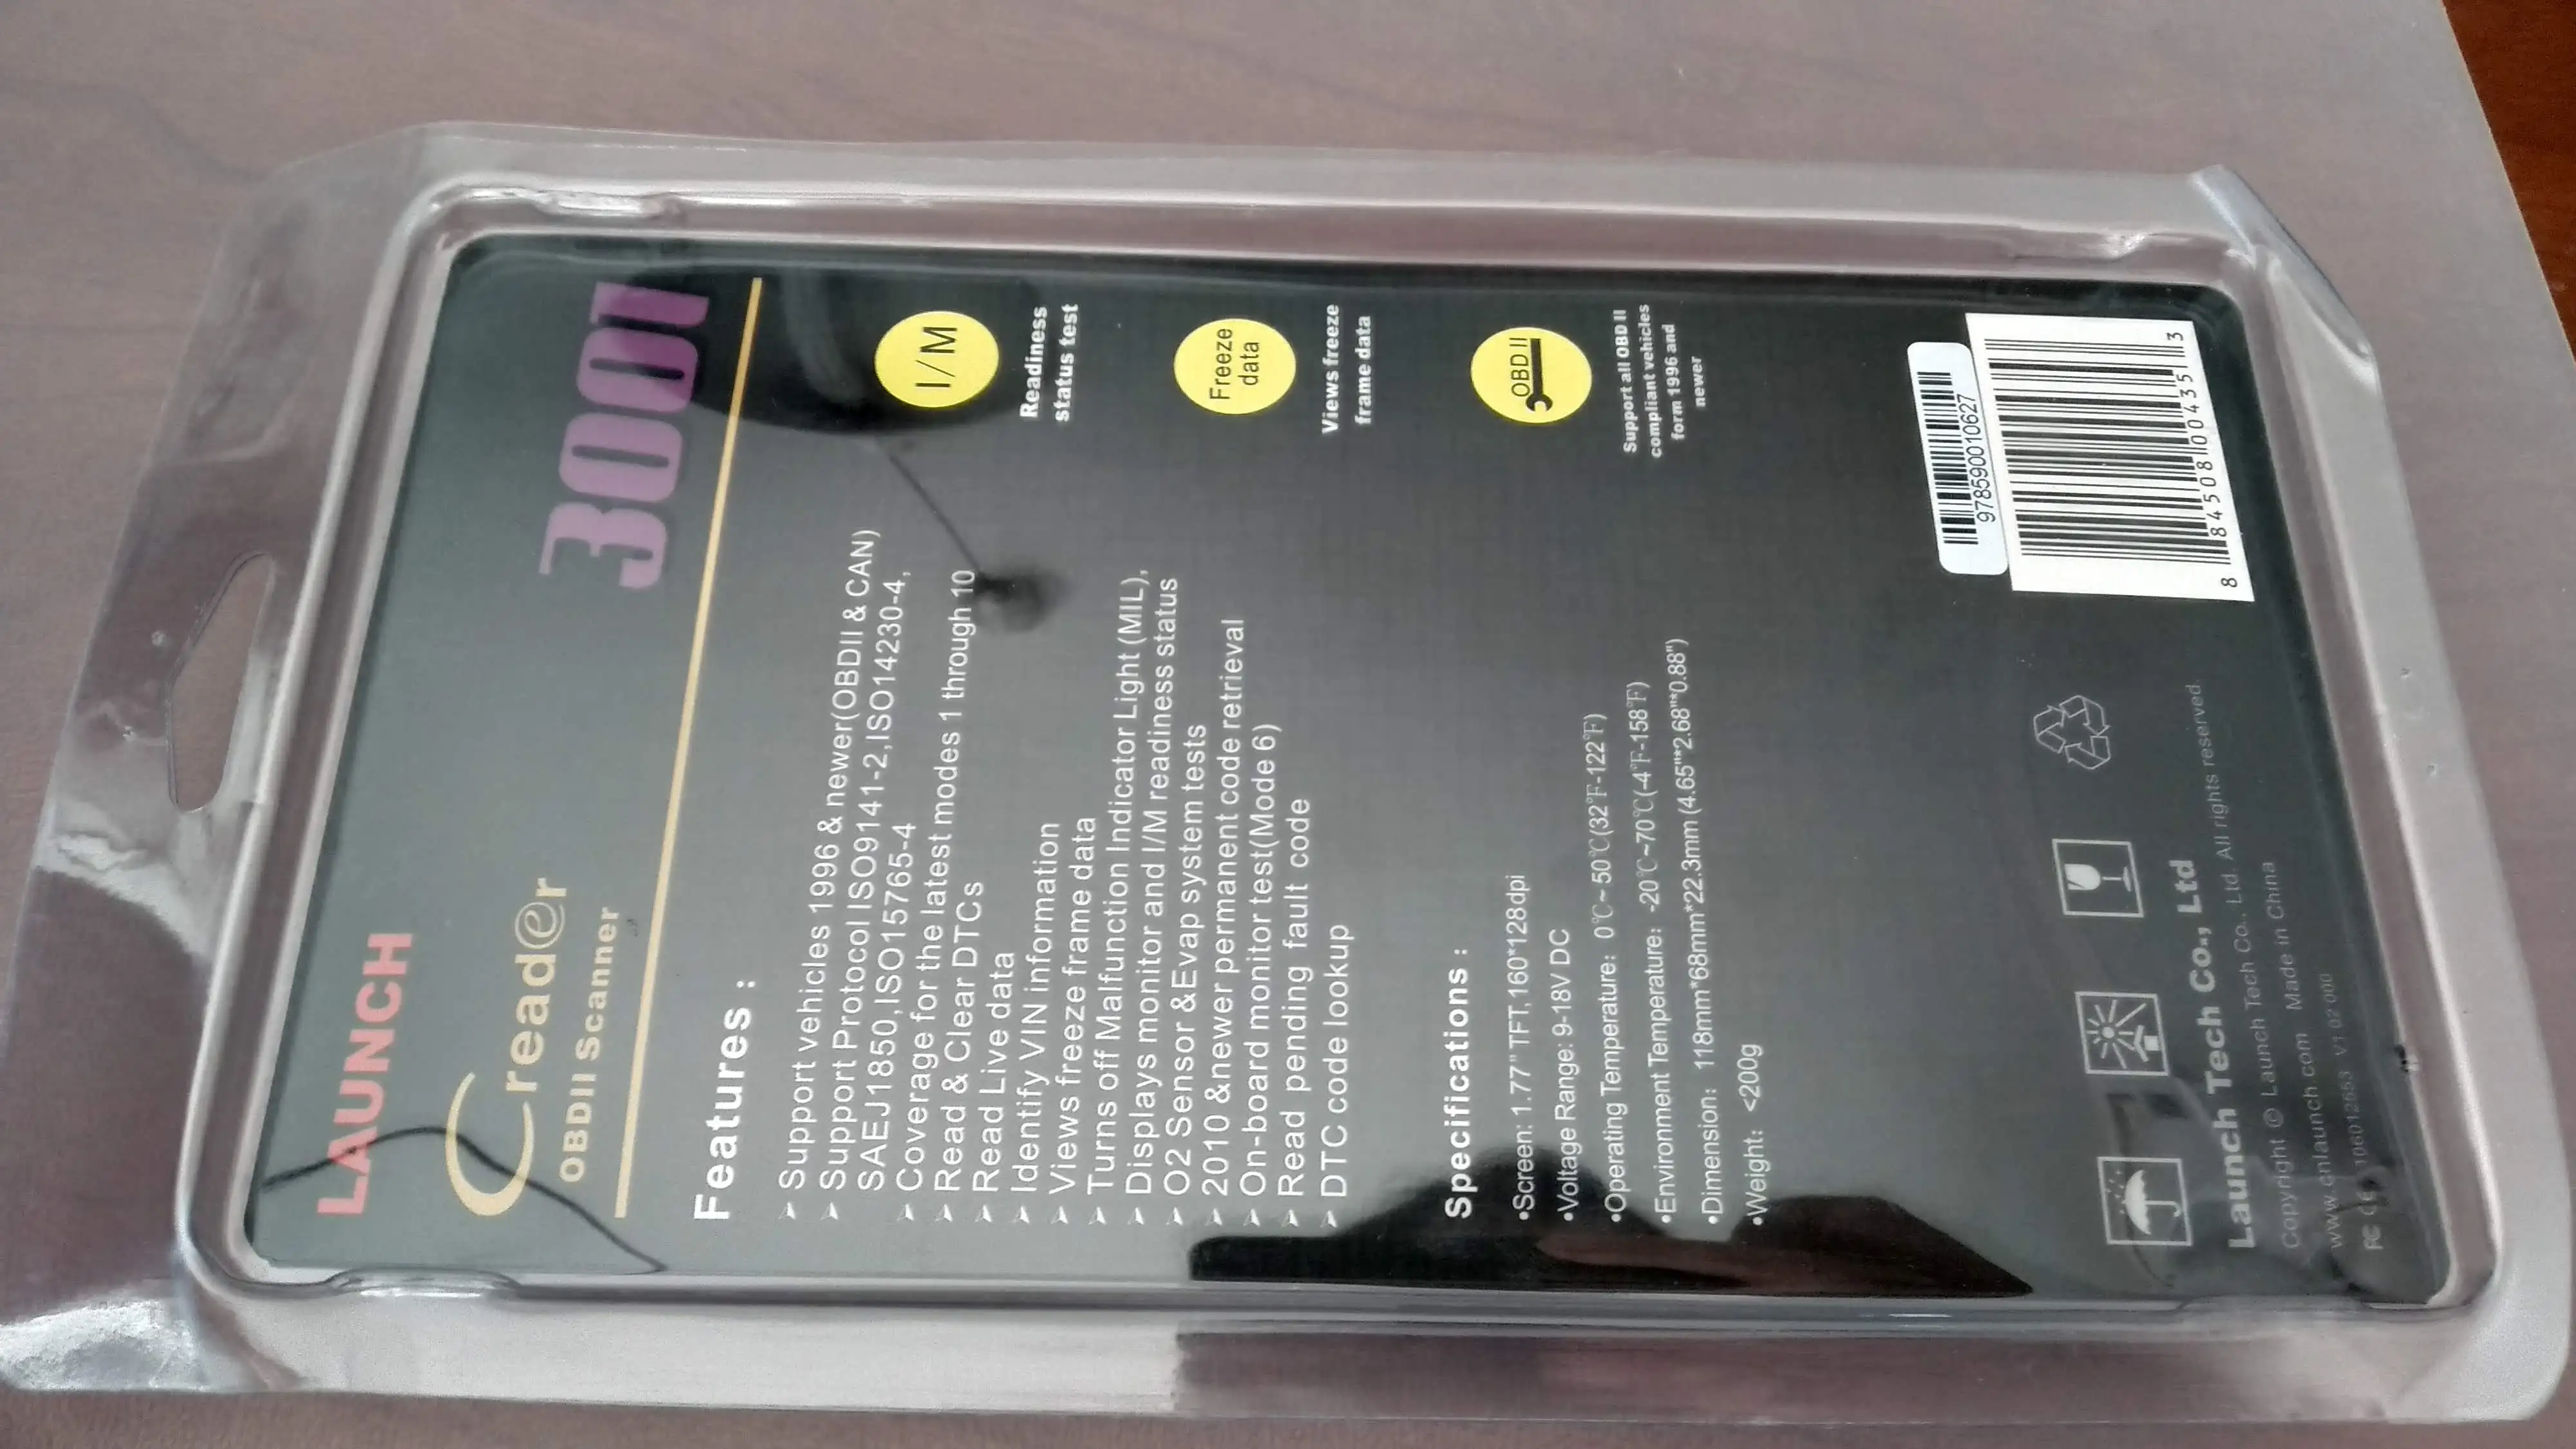 LAUNCH
Creader
3001
OBDII Scanner
Features :
➢ Support vehicles 1996 & newer(OBDII & CAN)
➢ Support Protocol ISO9141-2,ISO14230-4,
SAEJ1850,ISO15765-4
➢ Coverage for the latest modes 1 through 10
➢ Read & Clear DTCs
➢ Read Live data
➢ Identify VIN information
➢ Views freeze frame data
➢ Turns off Malfunction Indicator Light (MIL),
➢ Displays monitor and I/M readiness status
➢ O2 Sensor &Evap system tests
➢ 2010 &newer permanent code retrieval
➢ On-board monitor test(Mode 6)
➢ Read pending fault code
➢ DTC code lookup
I/M
Readiness
status test
Freeze
data
Views freeze
frame data
OBD II
Support all OBD II
compliant vehicles
form 1996 and
newer
Specifications :
•Screen: 1.77" TFT,160*128dpi
•Voltage Range: 9-18V DC
•Operating Temperature: 0℃~ 50℃(32℉-122℉)
•Environment Temperature: -20℃~70℃(-4℉-158℉)
•Dimension: 118mm*68mm*22.3mm (4.65"*2.68"*0.88")
•Weight: <200g
9785900010627
8 84508 00435 3
Launch Tech Co., Ltd
Copyright © Launch Tech Co., Ltd. All rights reserved.
www.cnlaunch.com Made in China
FC CE V1.02.000